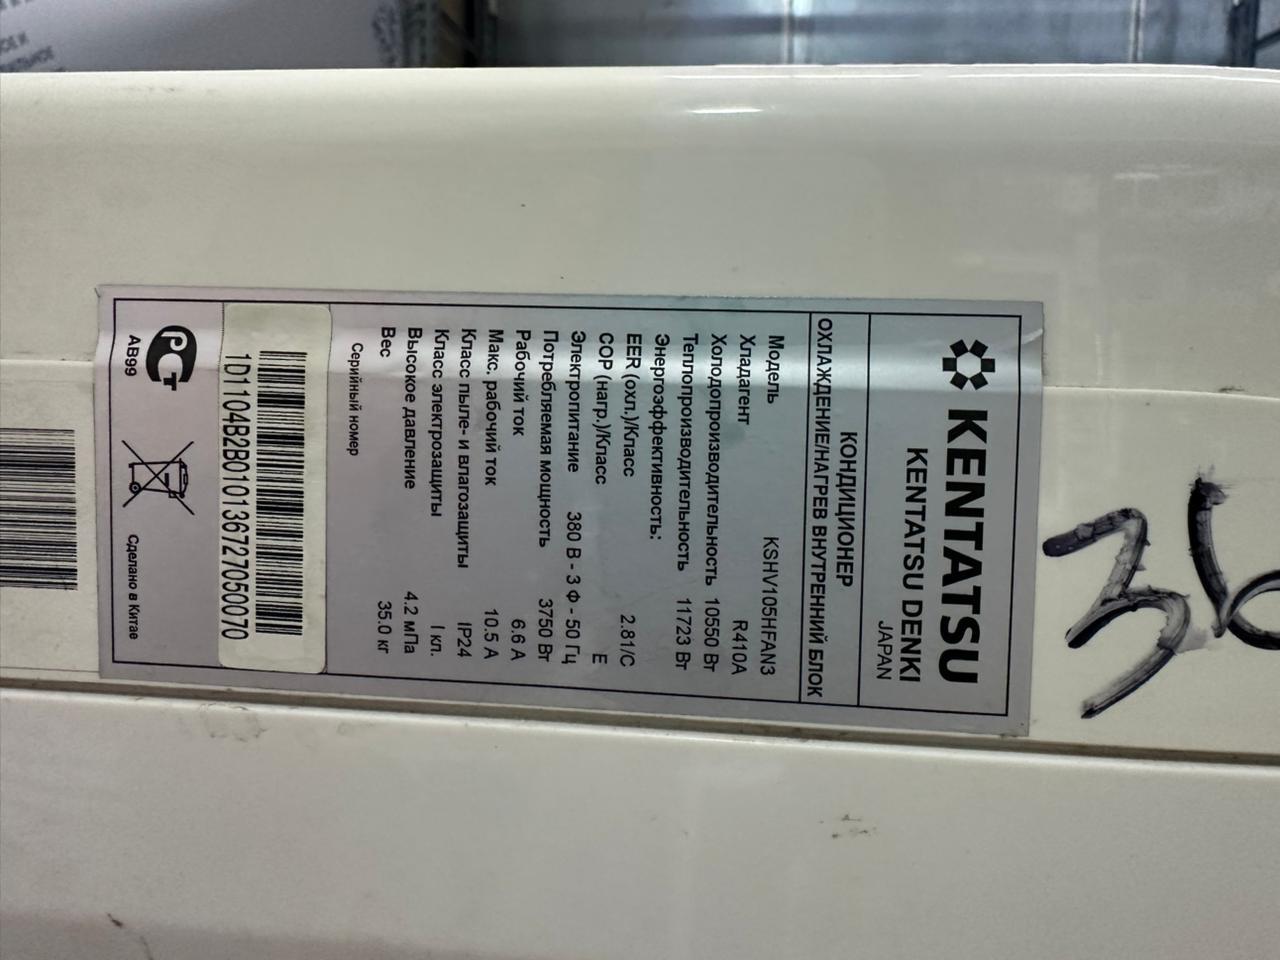 KENTATSU
KENTATSU DENKI
JAPAN
КОНДИЦИОНЕР
ОХЛАЖДЕНИЕ/НАГРЕВ ВНУТРЕННИЙ БЛОК
Модель KSHV105HFAN3
Хладагент R410A
Холодопроизводительность 10550 Вт
Теплопроизводительность 11723 Вт
Энергоэффективность:
EER (охл.)/Класс 2.81/C
COP (нагр.)/Класс E
Электропитание 380 В - 3 Ф - 50 Гц
Потребляемая мощность 3750 Вт
Рабочий ток 6.6 А
Макс. рабочий ток 10.5 А
Класс пыле- и влагозащиты IP24
Класс электрозащиты I кл.
Высокое давление 4.2 мПа
Вес 35.0 кг
Серийный номер
1D11104B2B010136727050070
РСТ
АВ99
Сделано в Китае